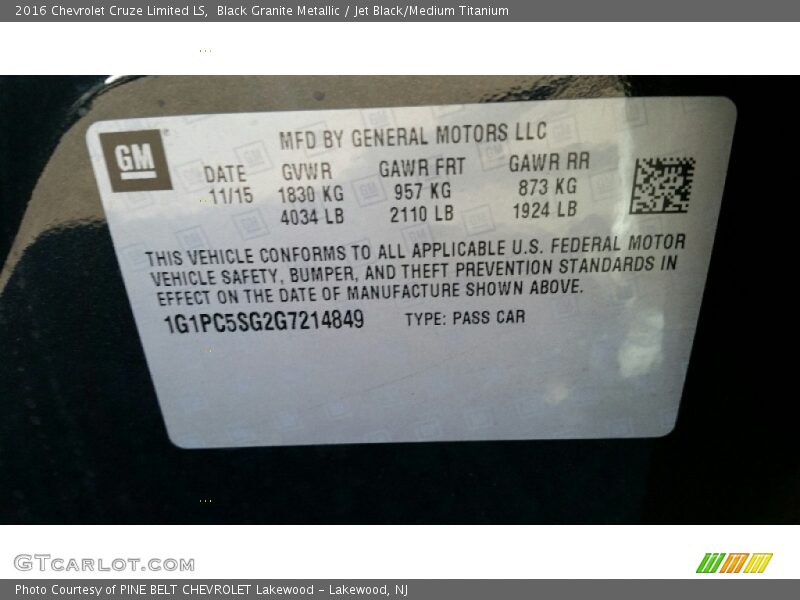 2016 Chevrolet Cruze Limited LS, Black Granite Metallic / Jet Black/Medium Titanium
GM
MFD BY GENERAL MOTORS LLC
DATE GVWR GAWR FRT GAWR RR
11/15 1830 KG 957 KG 873 KG
4034 LB 2110 LB 1924 LB
THIS VEHICLE CONFORMS TO ALL APPLICABLE U.S. FEDERAL MOTOR
VEHICLE SAFETY, BUMPER, AND THEFT PREVENTION STANDARDS IN
EFFECT ON THE DATE OF MANUFACTURE SHOWN ABOVE.
1G1PC5SG2G7214849 TYPE: PASS CAR
GTCARLOT.COM
Photo Courtesy of PINE BELT CHEVROLET Lakewood - Lakewood, NJ